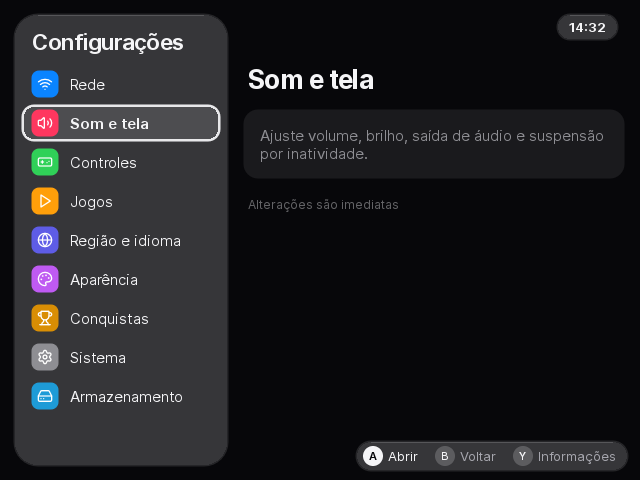 Configurações
14:32
Rede
Som e tela
Controles
Jogos
Região e idioma
Aparência
Conquistas
Sistema
Armazenamento
Som e tela
Ajuste volume, brilho, saída de áudio e suspensão
por inatividade.
Alterações são imediatas
A Abrir B Voltar Y Informações